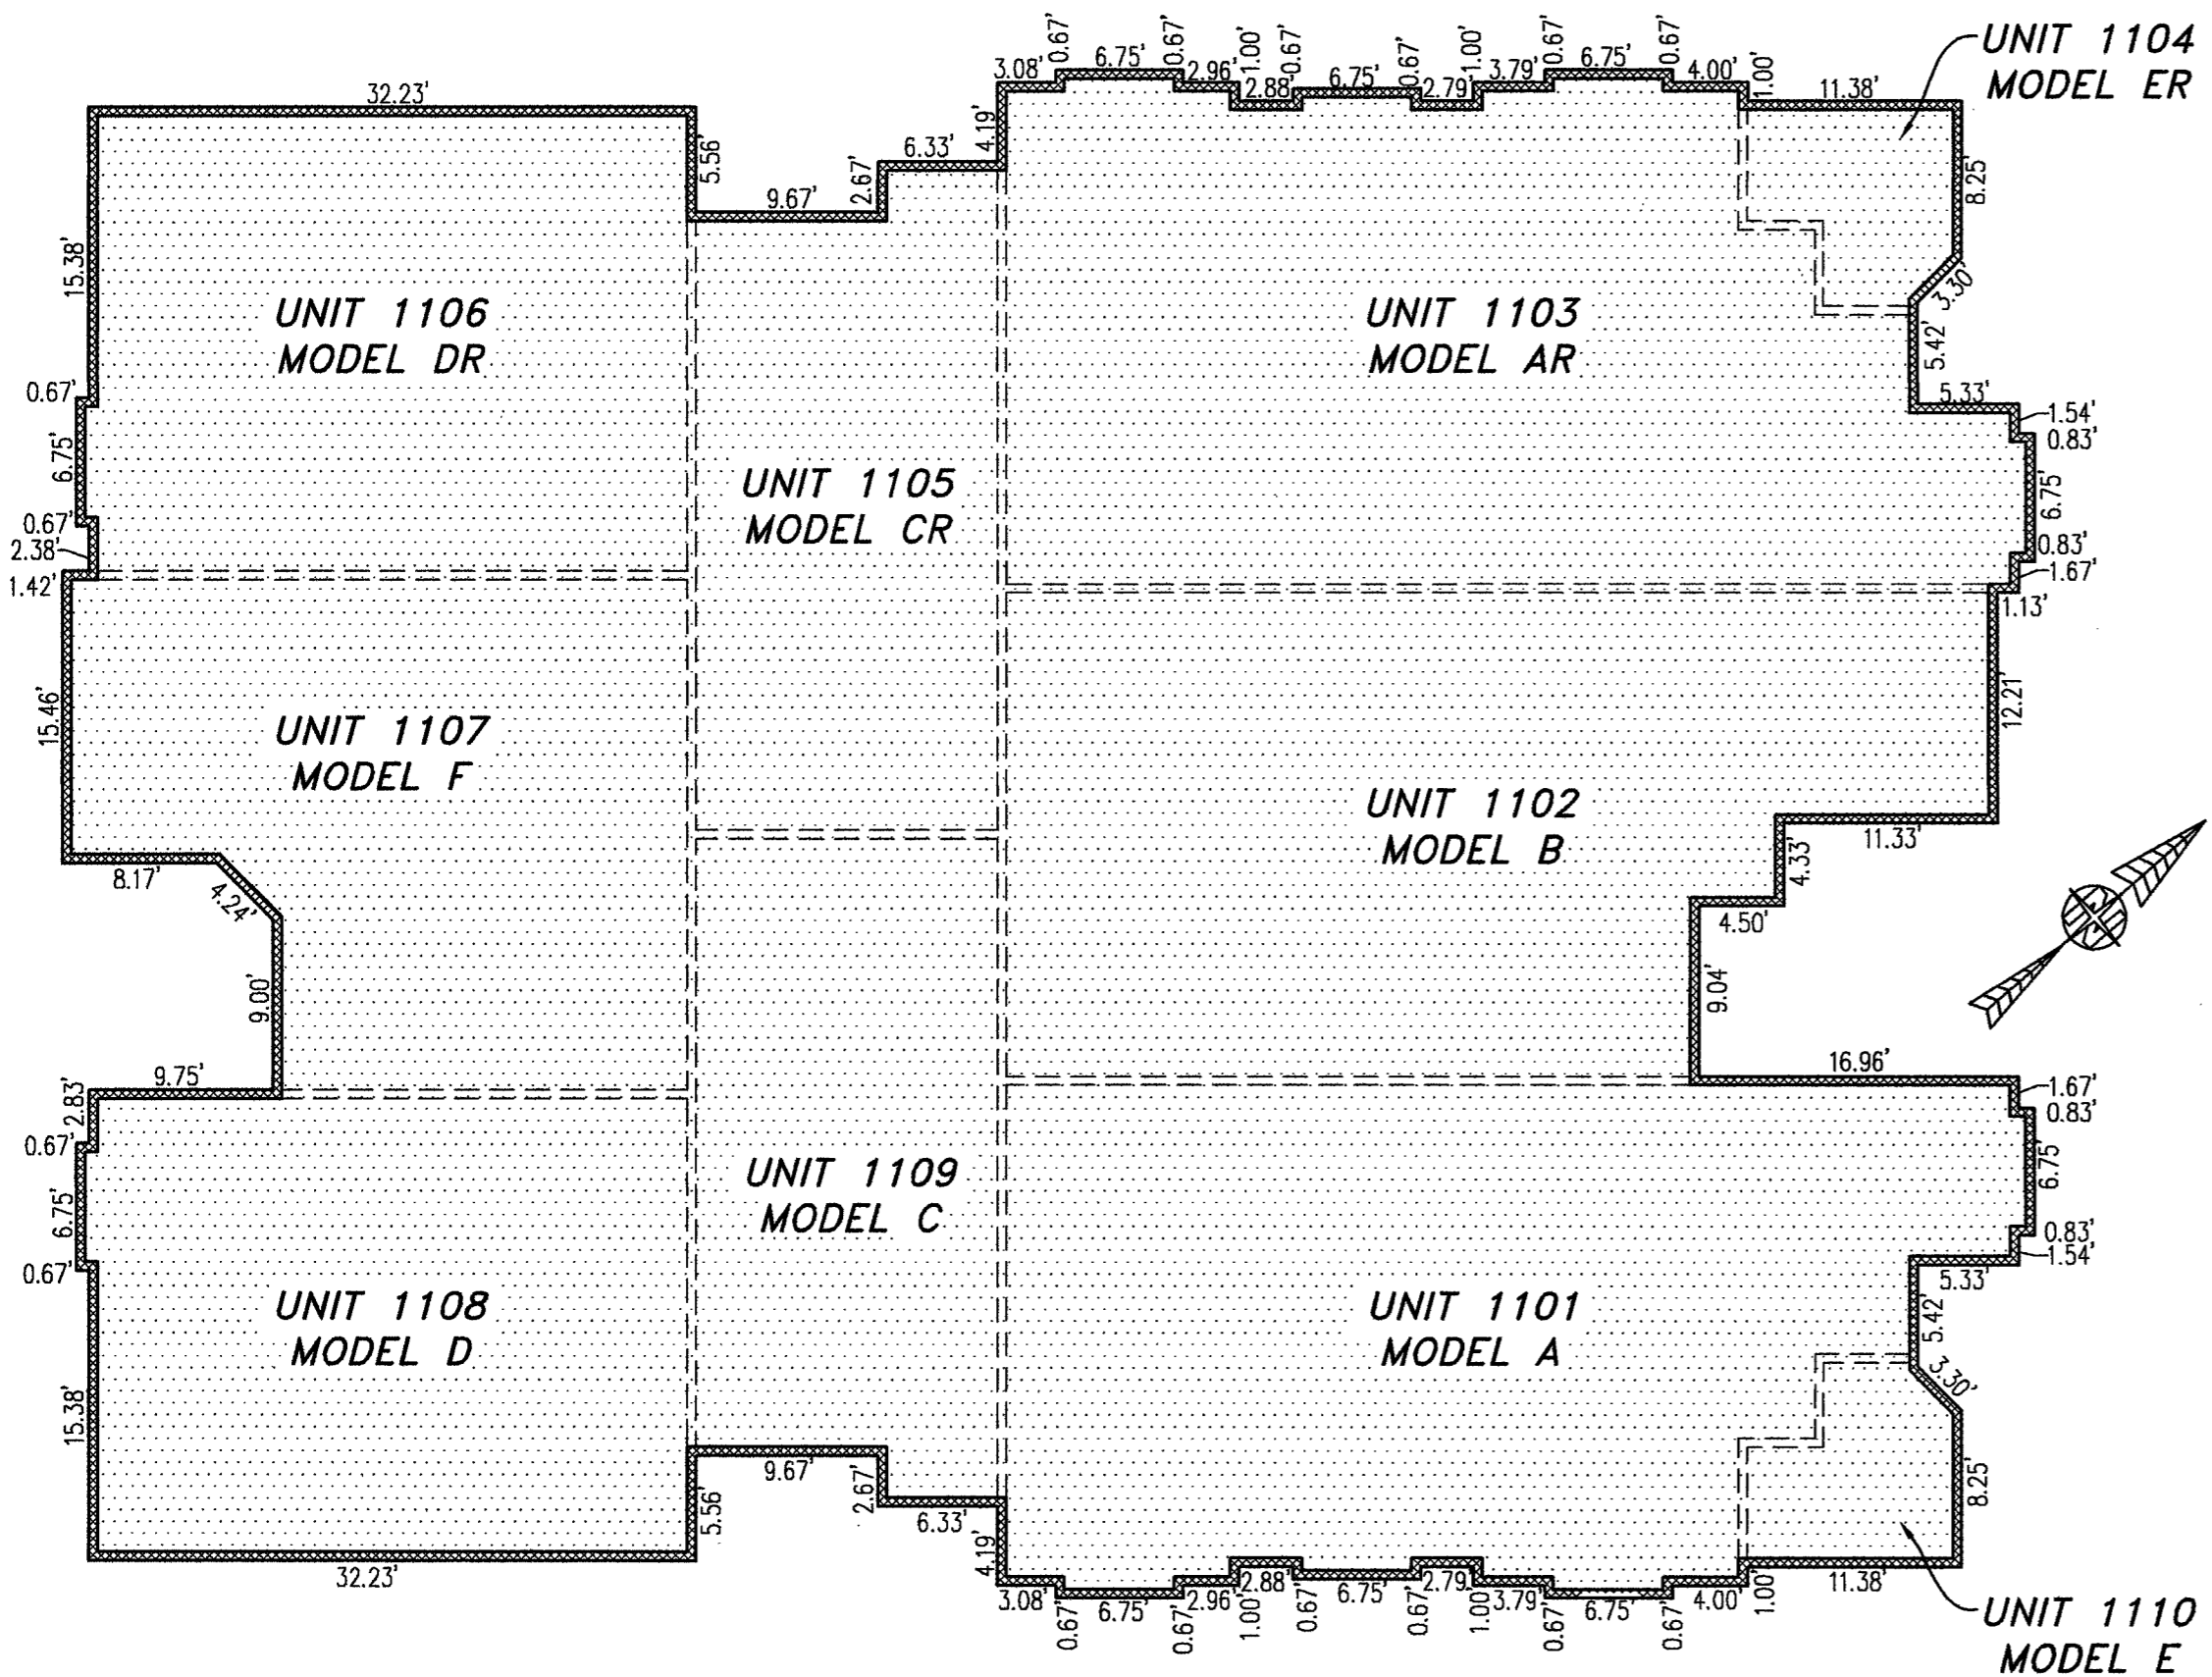 0.67' 0.67' 1.00' 0.67' 0.67' 1.00' 0.67' 0.67'
3.08' 6.75' 2.96' 2.88' 6.75' 2.79' 3.79' 6.75' 4.00' 1.00' 11.38'
UNIT 1104
MODEL ER
32.23'
5.56'
9.67'
2.67'
6.33'
4.19'
8.25'
3.30'
15.38'
UNIT 1106
MODEL DR
UNIT 1103
MODEL AR
5.42'
5.33'
1.54'
0.83'
6.75'
0.83'
1.67'
1.13'
0.67'
6.75'
0.67'
2.38'
1.42'
UNIT 1105
MODEL CR
15.46'
UNIT 1107
MODEL F
12.21'
UNIT 1102
MODEL B
11.33'
4.33'
4.50'
9.04'
16.96'
8.17'
4.24'
9.00'
9.75'
2.83'
0.67'
6.75'
0.67'
1.67'
0.83'
6.75'
0.83'
1.54'
5.33'
5.42'
3.30'
UNIT 1109
MODEL C
UNIT 1108
MODEL D
UNIT 1101
MODEL A
15.38'
32.23'
5.56'
9.67'
2.67'
6.33'
4.19'
8.25'
3.08' 6.75' 2.96' 2.88' 6.75' 2.79' 3.79' 6.75' 4.00' 1.00' 11.38'
0.67' 0.67' 1.00' 0.67' 0.67' 1.00' 0.67' 0.67'
UNIT 1110
MODEL E